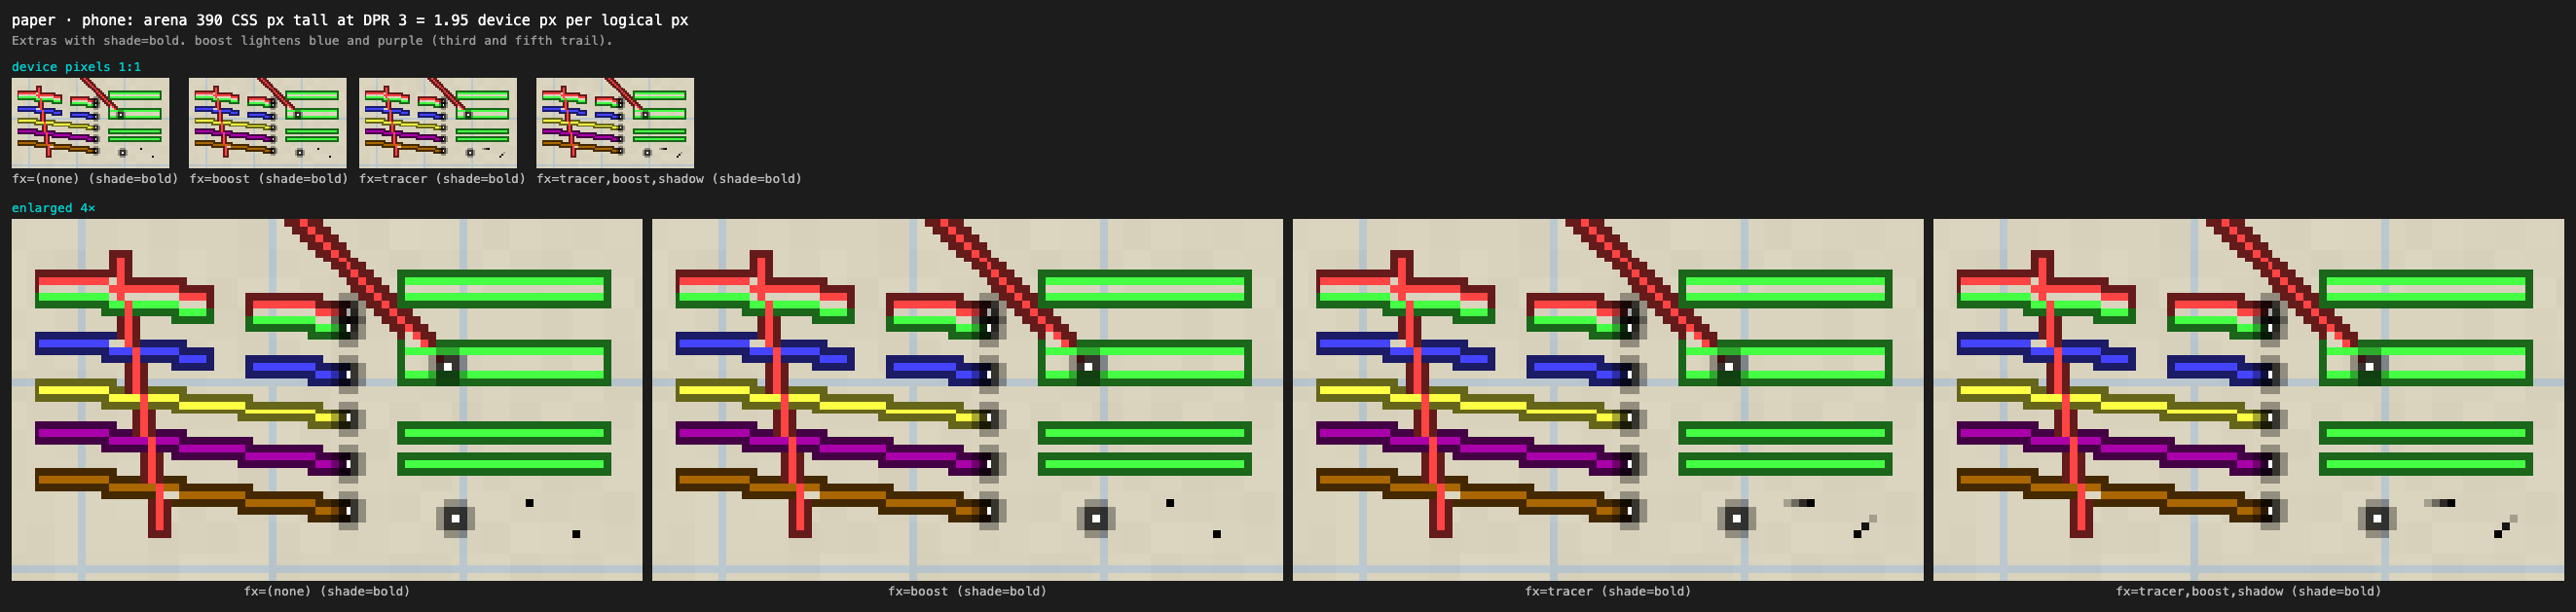 paper · phone: arena 390 CSS px tall at DPR 3 = 1.95 device px per logical px
Extras with shade=bold. boost lightens blue and purple (third and fifth trail).
device pixels 1:1
fx=(none) (shade=bold) fx=boost (shade=bold) fx=tracer (shade=bold) fx=tracer,boost,shadow (shade=bold)
enlarged 4×
fx=(none) (shade=bold) fx=boost (shade=bold) fx=tracer (shade=bold) fx=tracer,boost,shadow (shade=bold)